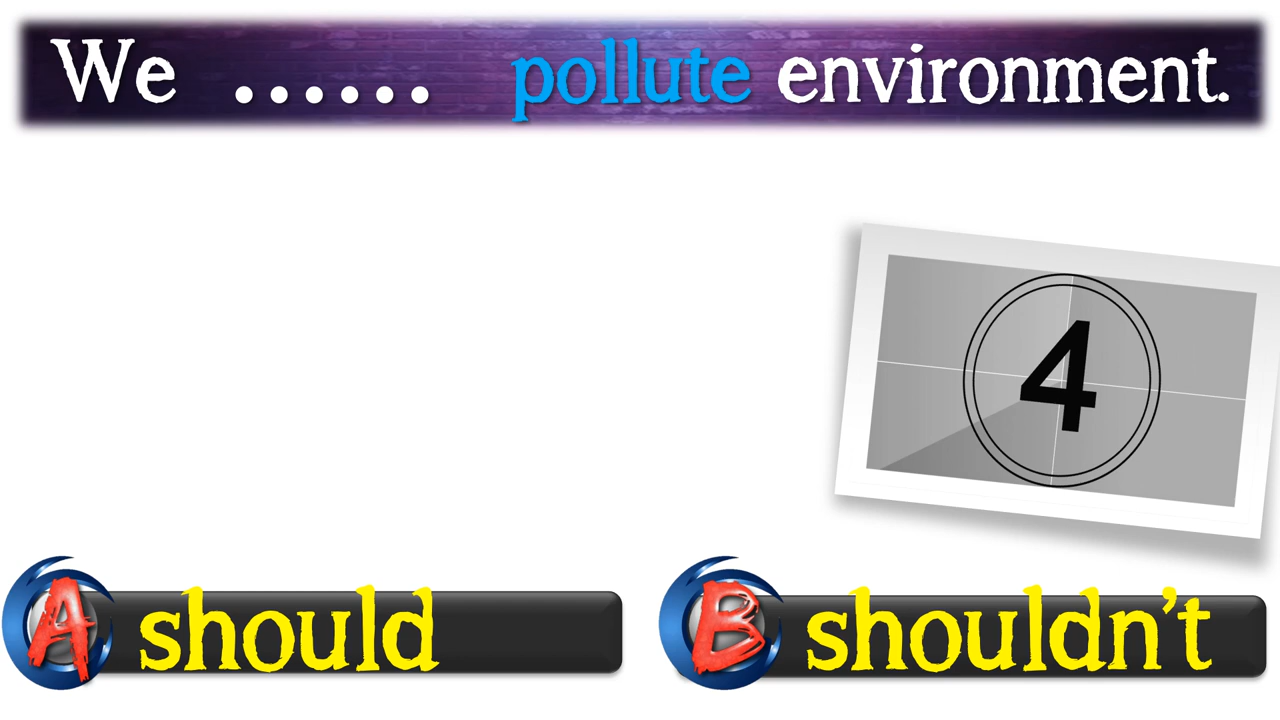 We ...... pollute environment.
4
A should
B shouldn't